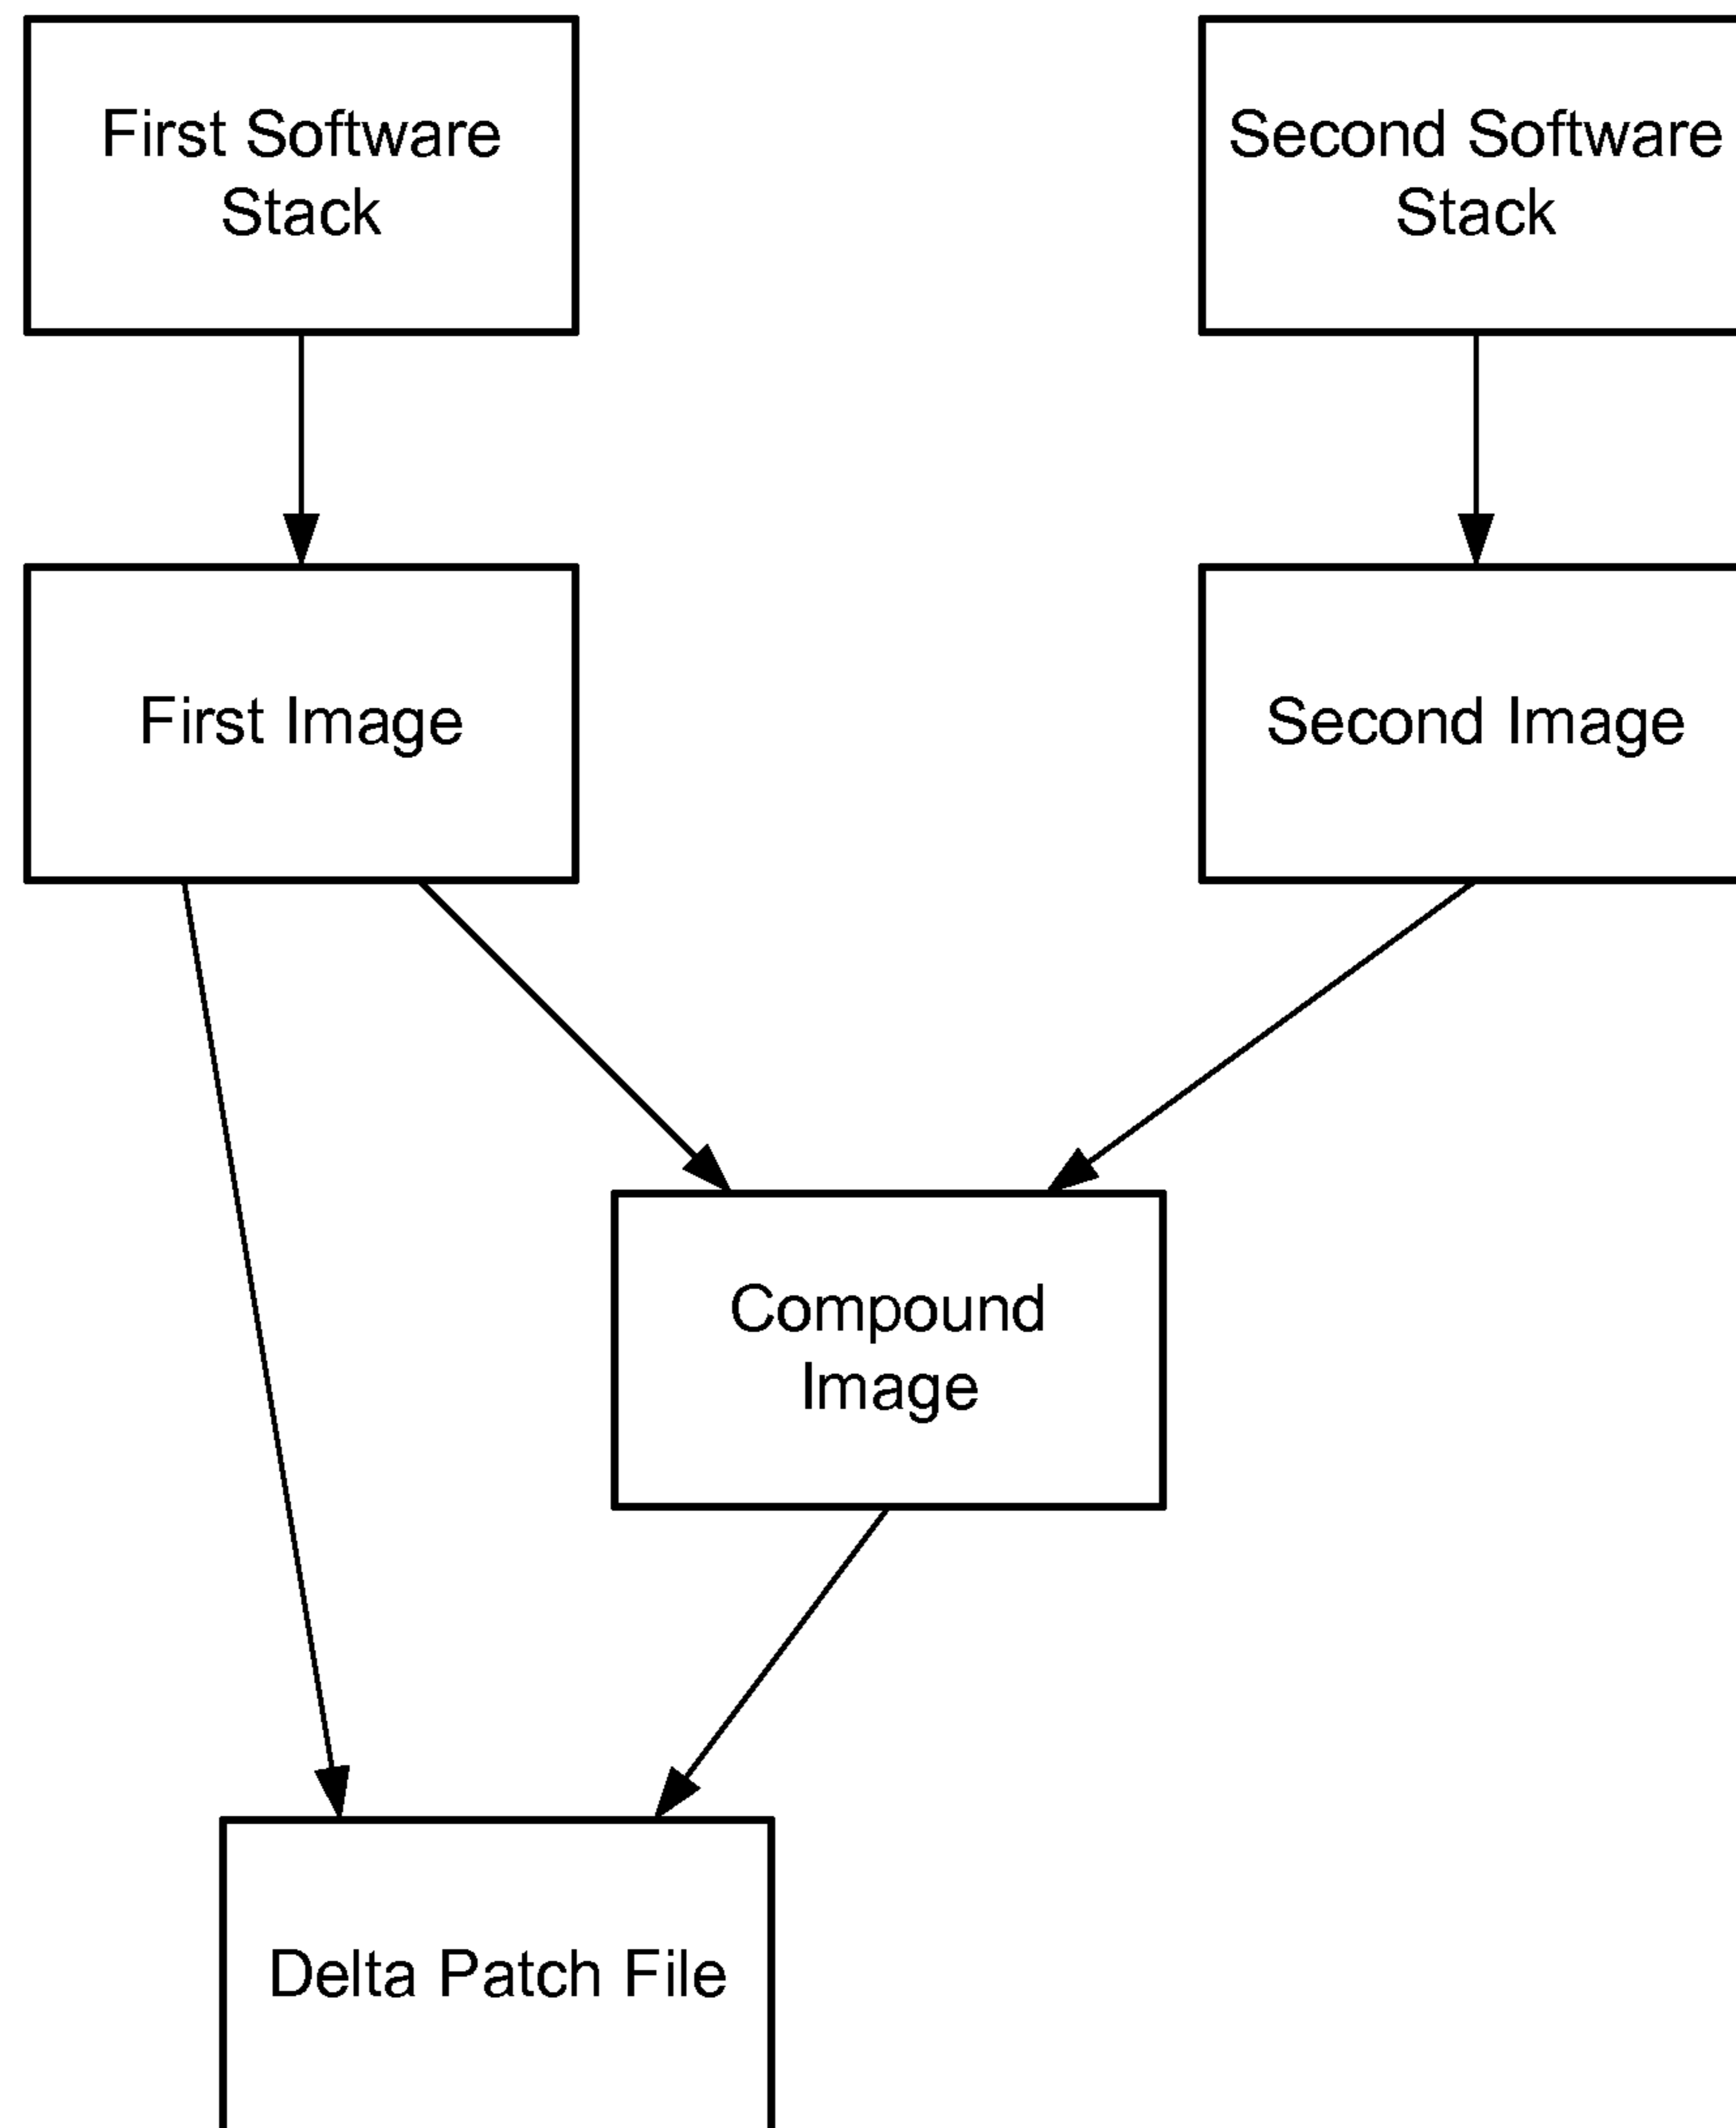 First Software
Stack
Second Software
Stack
First Image
Second Image
Compound
Image
Delta Patch File